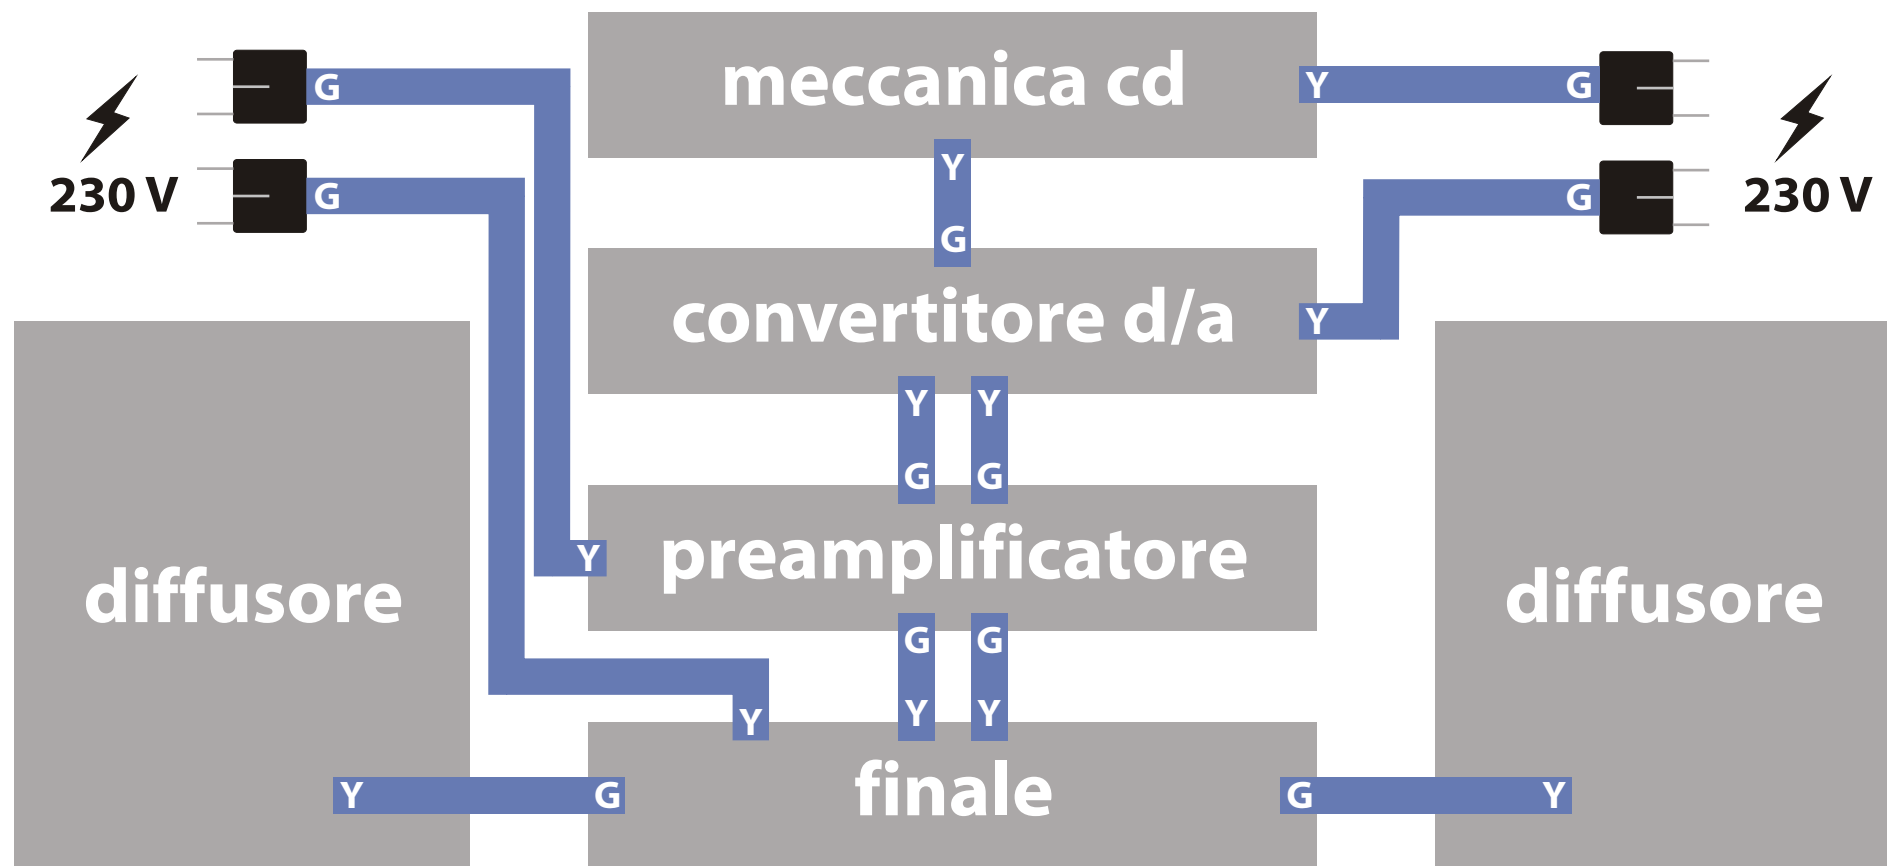 G meccanica cd Y G
230 V G Y G 230 V
G
convertitore d/a Y
Y Y
G G
Y preamplificatore
diffusore diffusore
G G
Y Y Y
finale
Y G G Y